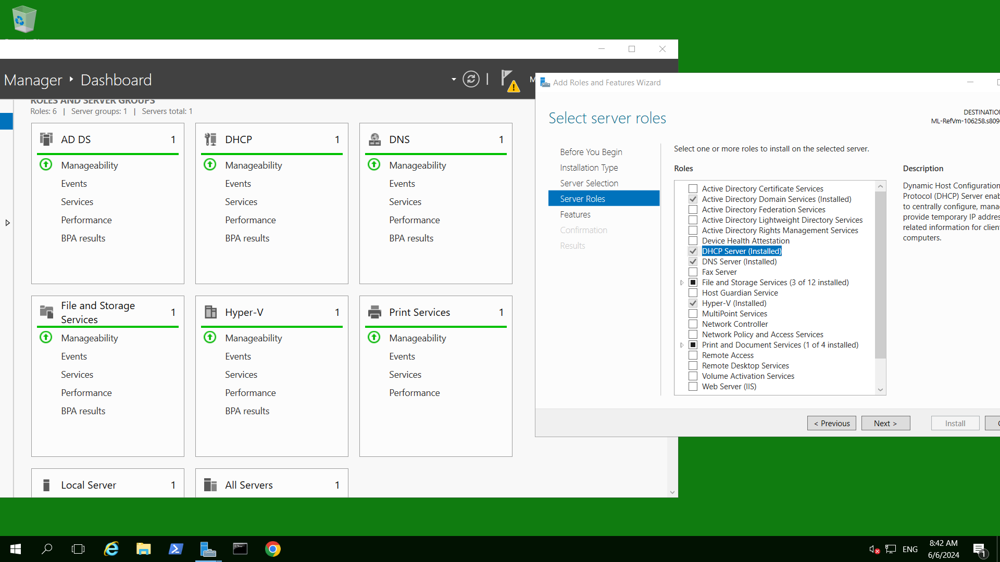 Manager
Dashboard
ROLES AND SERVER GROUPS
Roles: 6 | Server groups: 1 | Servers total: 1
AD DS 1
Manageability
Events
Services
Performance
BPA results
DHCP 1
Manageability
Events
Services
Performance
BPA results
DNS 1
Manageability
Events
Services
Performance
BPA results
File and Storage
Services 1
Manageability
Events
Services
Performance
BPA results
Hyper-V 1
Manageability
Events
Services
Performance
BPA results
Print Services 1
Manageability
Events
Services
Performance
Local Server 1
All Servers 1
M
Add Roles and Features Wizard
Select server roles
DESTINATION
ML-RefVm-106258.s809
Before You Begin
Installation Type
Server Selection
Server Roles
Features
Confirmation
Results
Select one or more roles to install on the selected server.
Roles
Active Directory Certificate Services
Active Directory Domain Services (Installed)
Active Directory Federation Services
Active Directory Lightweight Directory Services
Active Directory Rights Management Services
Device Health Attestation
DHCP Server (Installed)
DNS Server (Installed)
Fax Server
File and Storage Services (3 of 12 installed)
Host Guardian Service
Hyper-V (Installed)
MultiPoint Services
Network Controller
Network Policy and Access Services
Print and Document Services (1 of 4 installed)
Remote Access
Remote Desktop Services
Volume Activation Services
Web Server (IIS)
Description
Dynamic Host Configuration
Protocol (DHCP) Server enab
to centrally configure, manag
provide temporary IP addres
related information for clien
computers.
< Previous
Next >
Install
ENG
8:42 AM
6/6/2024
1